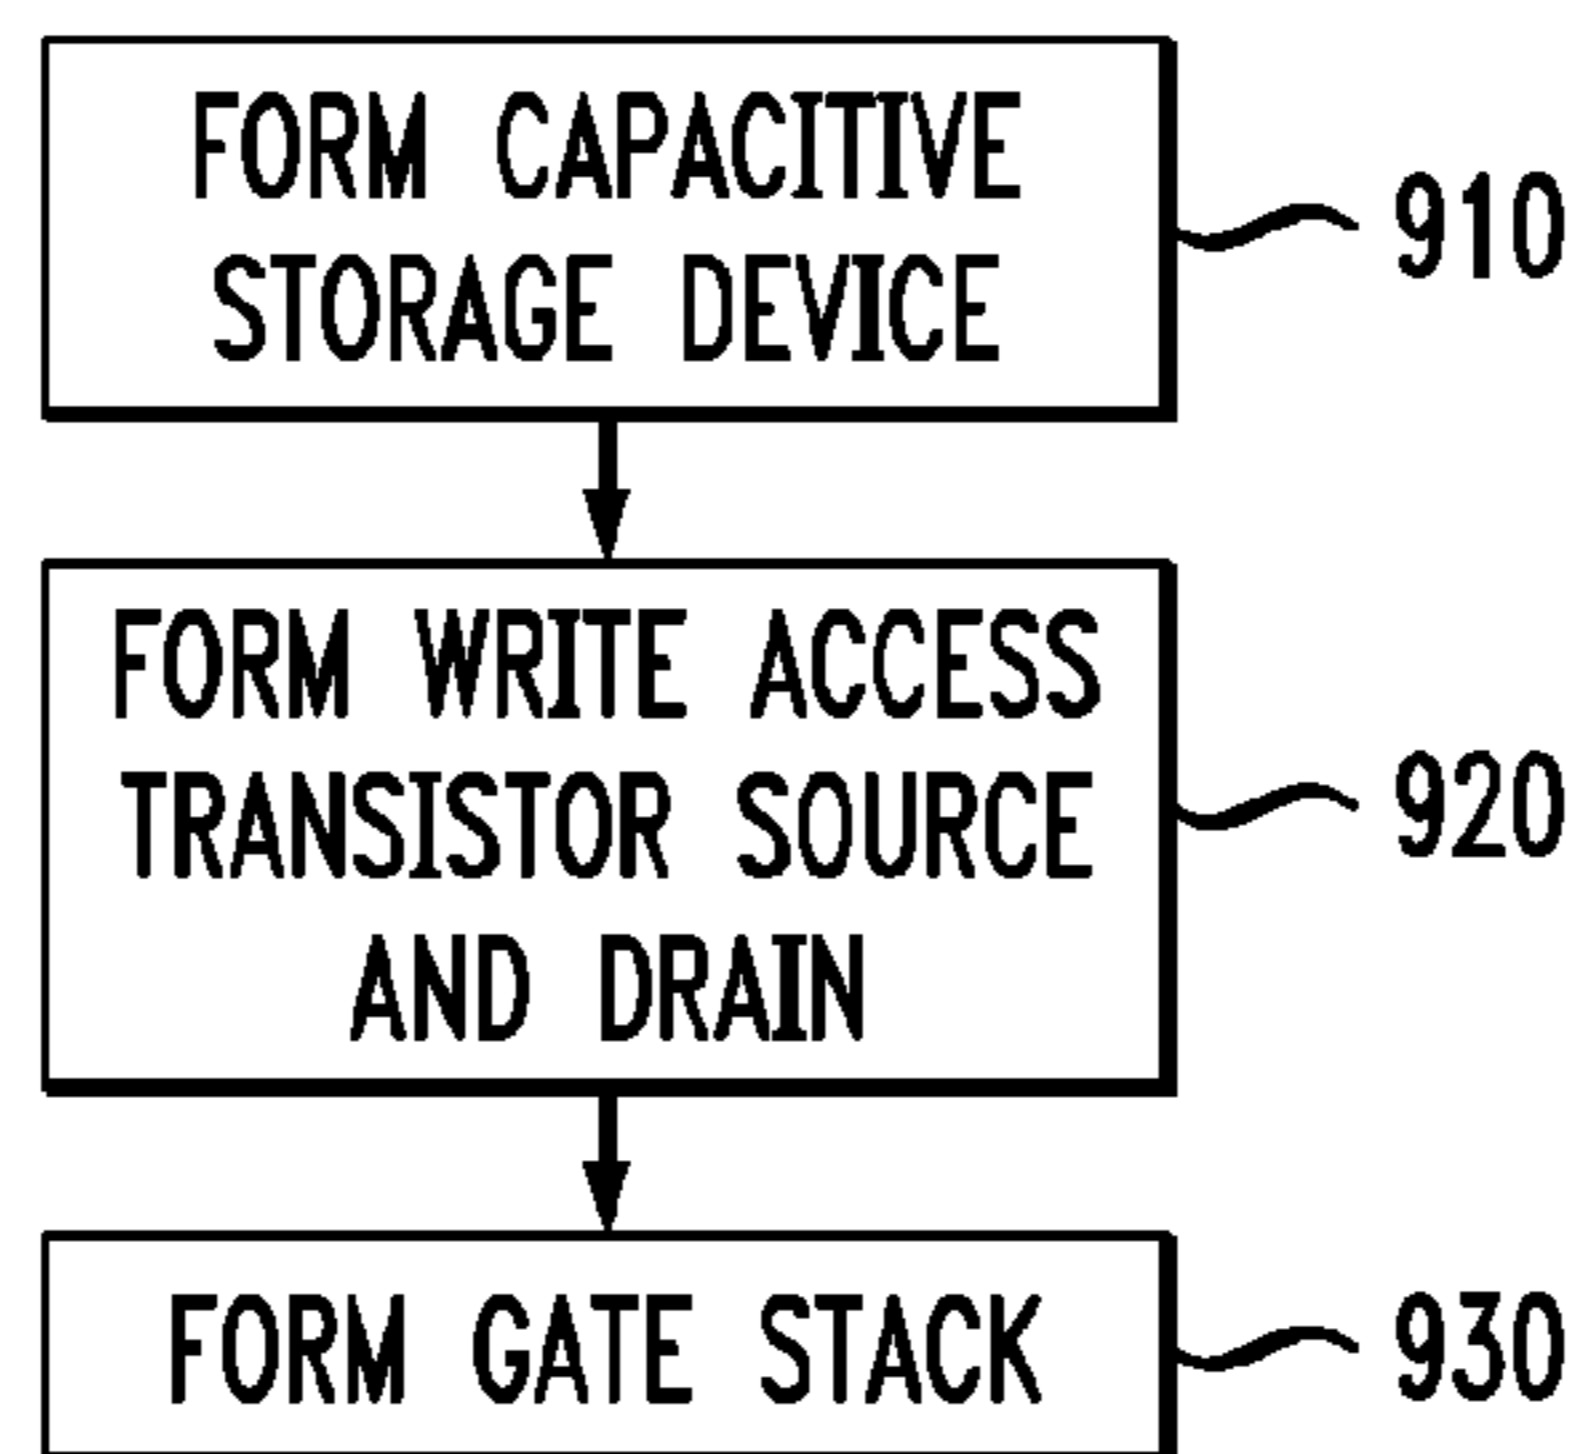 FORM CAPACITIVE
STORAGE DEVICE
910
FORM WRITE ACCESS
TRANSISTOR SOURCE
AND DRAIN
920
FORM GATE STACK
930